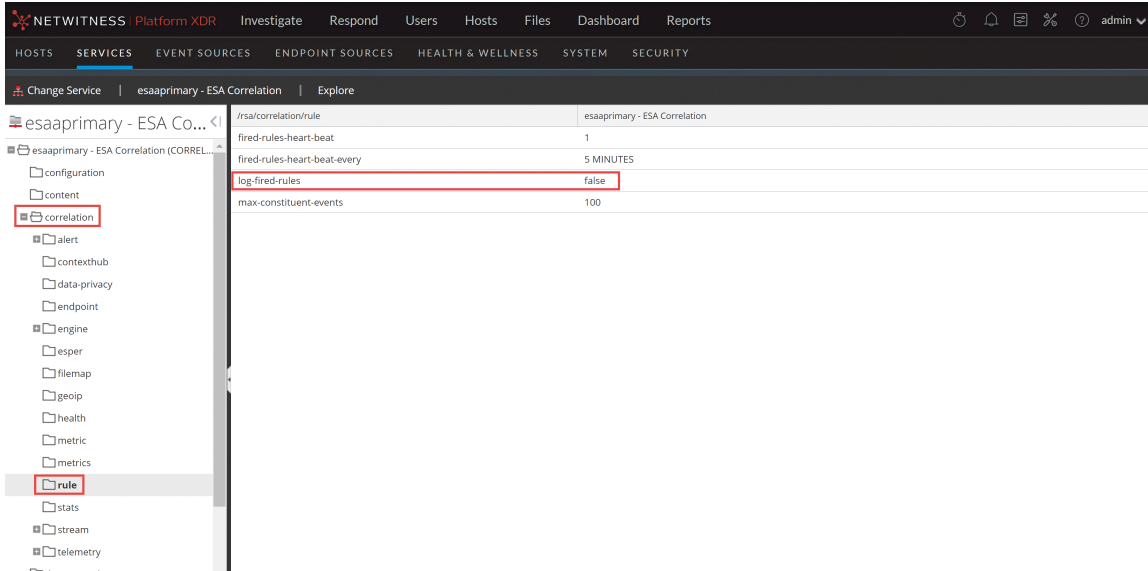 NETWITNESS | Platform XDR Investigate Respond Users Hosts Files Dashboard Reports admin
HOSTS SERVICES EVENT SOURCES ENDPOINT SOURCES HEALTH & WELLNESS SYSTEM SECURITY
Change Service | esaaprimary - ESA Correlation | Explore
esaaprimary - ESA Co...
/rsa/correlation/rule esaaprimary - ESA Correlation
fired-rules-heart-beat 1
esaaprimary - ESA Correlation (CORREL...
fired-rules-heart-beat-every 5 MINUTES
configuration
log-fired-rules false
content
max-constituent-events 100
correlation
alert
contexthub
data-privacy
endpoint
engine
esper
filemap
geoip
health
metric
metrics
rule
stats
stream
telemetry